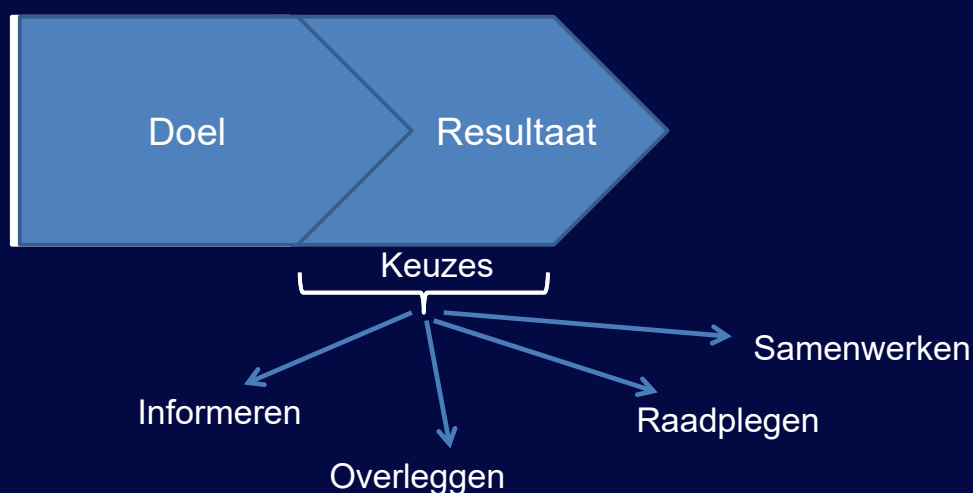 Doel
Resultaat
Keuzes
Samenwerken
Informeren
Raadplegen
Overleggen